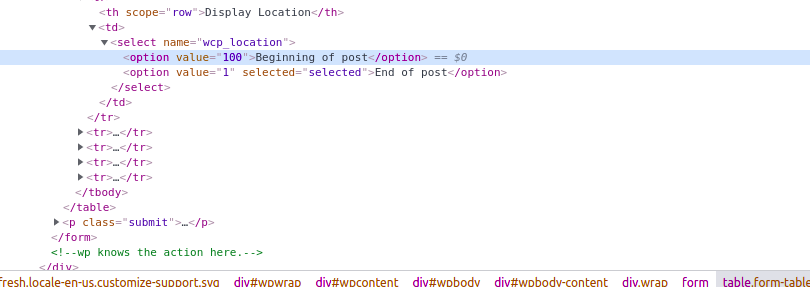 <th scope="row">Display Location</th>
<td>
<select name="wcp_location">
<option value="100">Beginning of post</option> == $0
<option value="1" selected="selected">End of post</option>
</select>
</td>
</tr>
<tr>…</tr>
<tr>…</tr>
<tr>…</tr>
<tr>…</tr>
</tbody>
</table>
<p class="submit">…</p>
</form>
<!--wp knows the action here.-->
</div>
fresh.locale-en-us.customize-support.svg div#wpwrap div#wpcontent div#wpbody div#wpbody-content div.wrap form table.form-table